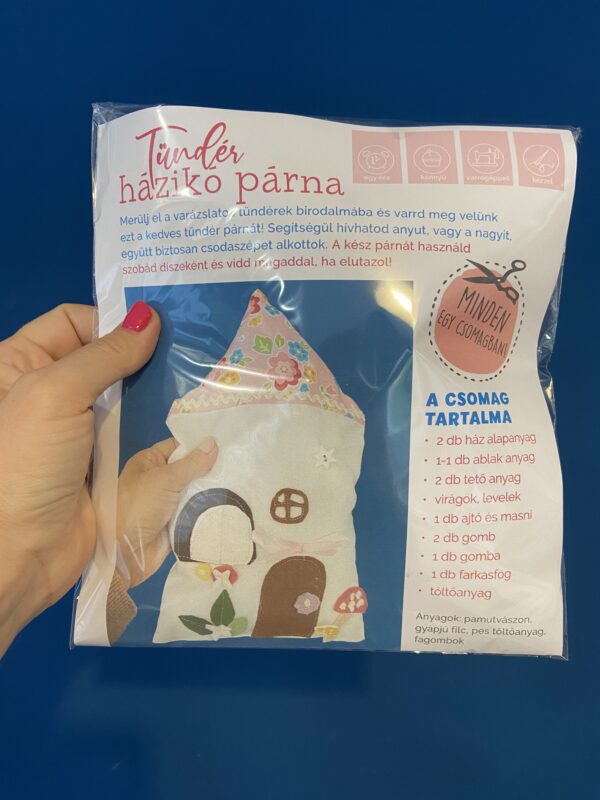 Tündér
házikó párna
egy óra
könnyű
varrógéppel
kézzel
Merülj el a varázslatos tündérek birodalmába és varrd meg velünk
ezt a kedves tündér párnát! Segítségül hívhatod anyut, vagy a nagyit,
együtt biztosan csodaszépet alkottok. A kész párnát használd
szobád díszeként és vidd magaddal, ha elutazol!
MINDEN
EGY CSOMAGBAN!
A CSOMAG
TARTALMA
• 2 db ház alapanyag
• 1-1 db ablak anyag
• 2 db tető anyag
• virágok, levelek
• 1 db ajtó és masni
• 2 db gomb
• 1 db gomba
• 1 db farkasfog
• töltőanyag
Anyagok: pamutvászon,
gyapjú filc, pes töltőanyag,
fagombok